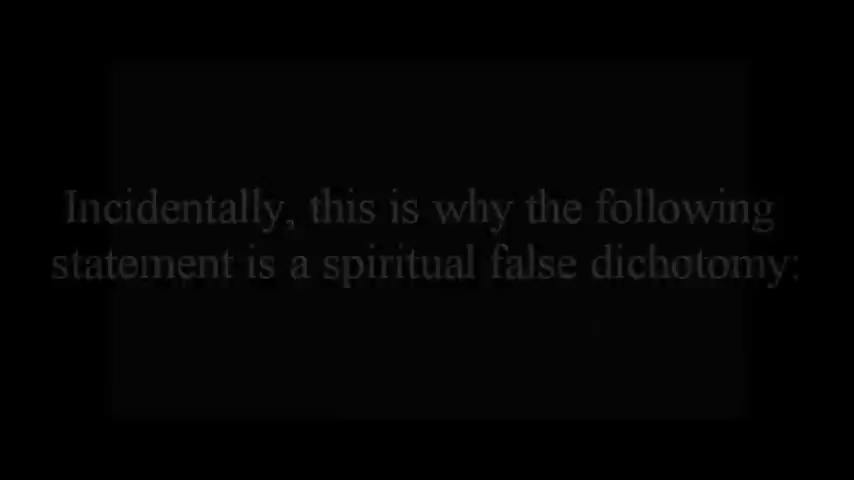 Incidentally, this is why the following
statement is a spiritual false dichotomy: